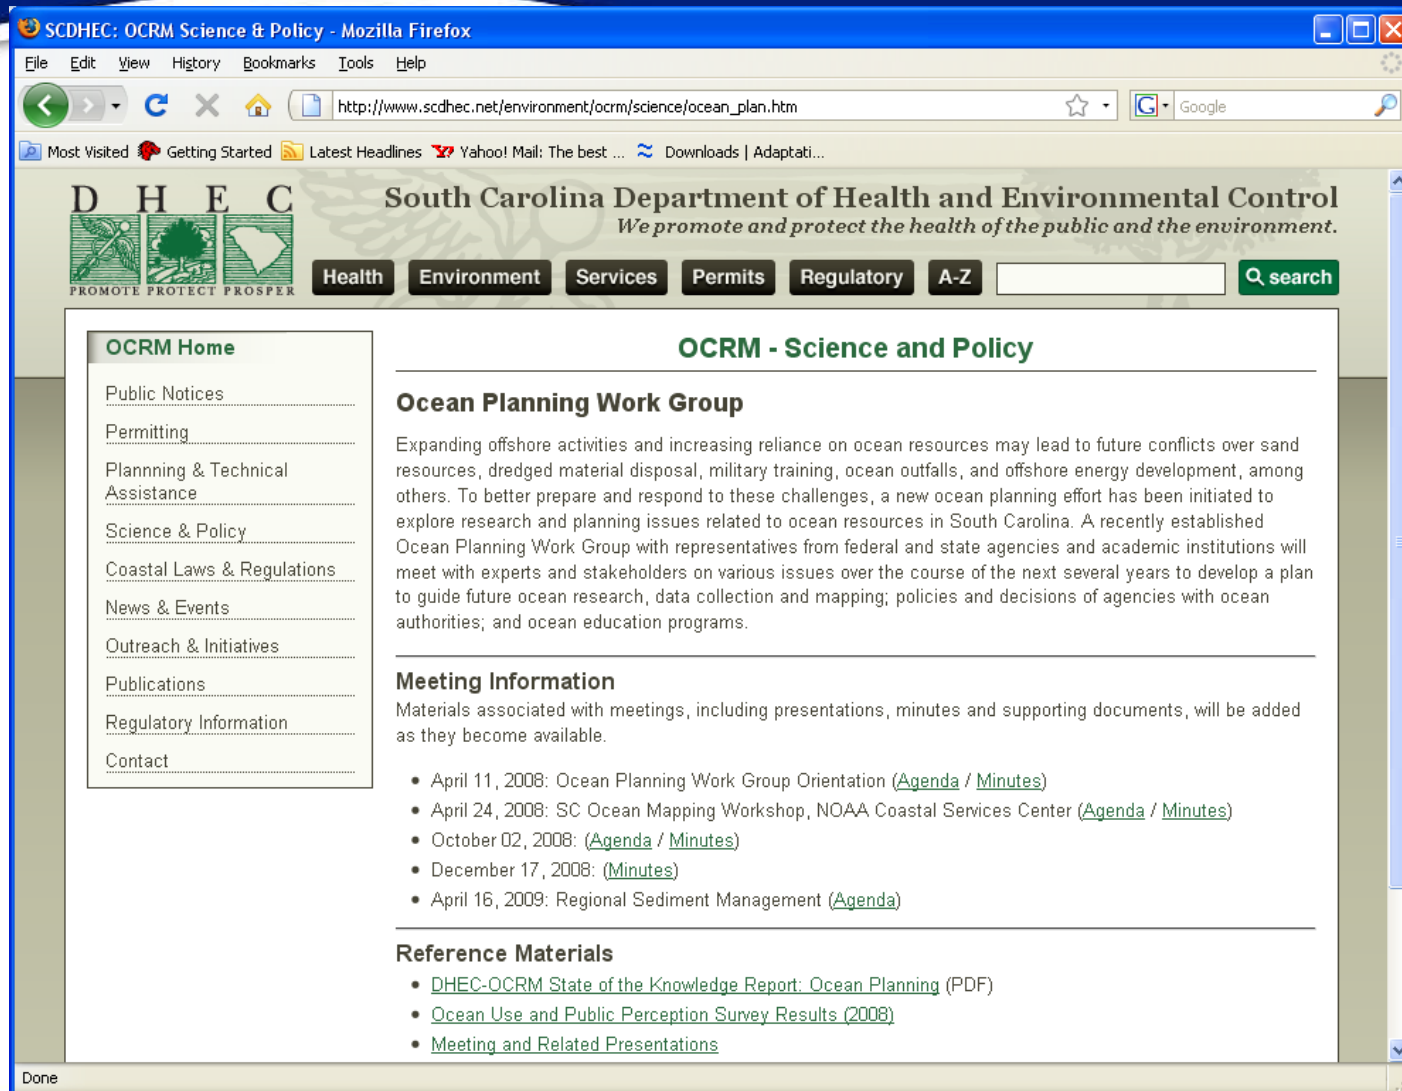 SCDHEC: OCRM Science & Policy - Mozilla Firefox
File Edit View History Bookmarks Tools Help
http://www.scdhec.net/environment/ocrm/science/ocean_plan.htm
G Google
Most Visited Getting Started Latest Headlines Yahoo! Mail: The best ... Downloads | Adaptati...
D H E C
PROMOTE PROTECT PROSPER
South Carolina Department of Health and Environmental Control
We promote and protect the health of the public and the environment.
Health Environment Services Permits Regulatory A-Z search
OCRM Home
Public Notices
Permitting
Plannning & Technical
Assistance
Science & Policy
Coastal Laws & Regulations
News & Events
Outreach & Initiatives
Publications
Regulatory Information
Contact
OCRM - Science and Policy
Ocean Planning Work Group
Expanding offshore activities and increasing reliance on ocean resources may lead to future conflicts over sand
resources, dredged material disposal, military training, ocean outfalls, and offshore energy development, among
others. To better prepare and respond to these challenges, a new ocean planning effort has been initiated to
explore research and planning issues related to ocean resources in South Carolina. A recently established
Ocean Planning Work Group with representatives from federal and state agencies and academic institutions will
meet with experts and stakeholders on various issues over the course of the next several years to develop a plan
to guide future ocean research, data collection and mapping; policies and decisions of agencies with ocean
authorities; and ocean education programs.
Meeting Information
Materials associated with meetings, including presentations, minutes and supporting documents, will be added
as they become available.
• April 11, 2008: Ocean Planning Work Group Orientation (Agenda / Minutes)
• April 24, 2008: SC Ocean Mapping Workshop, NOAA Coastal Services Center (Agenda / Minutes)
• October 02, 2008: (Agenda / Minutes)
• December 17, 2008: (Minutes)
• April 16, 2009: Regional Sediment Management (Agenda)
Reference Materials
• DHEC-OCRM State of the Knowledge Report: Ocean Planning (PDF)
• Ocean Use and Public Perception Survey Results (2008)
• Meeting and Related Presentations
Done